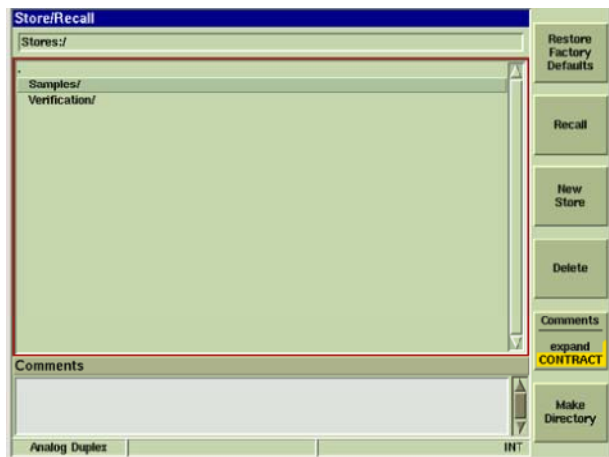 Store/Recall
Stores:/
.
Samples/
Verification/
Comments
Analog Duplex
INT
Restore
Factory
Defaults
Recall
New
Store
Delete
Comments
expand
CONTRACT
Make
Directory